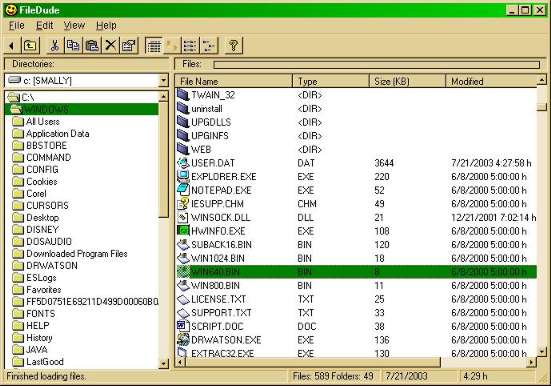 FileDude
File Edit View Help
Directories:
Files:
c: [SMALLY]
C:\
WINDOWS
All Users
Application Data
BBSTORE
COMMAND
CONFIG
Cookies
Corel
CURSORS
Desktop
DISNEY
DOSAUDIO
Downloaded Program Files
DRWATSON
ESLogs
Favorites
FF5D0751E69211D499D00060B0
FONTS
HELP
History
JAVA
LastGood
File Name Type Size (KB) Modified
TWAIN_32 <DIR>
uninstall <DIR>
UPGDLLS <DIR>
UPGINFS <DIR>
WEB <DIR>
USER.DAT DAT 3644 7/21/2003 4:27:58 h
EXPLORER.EXE EXE 220 6/8/2000 5:00:00 h
NOTEPAD.EXE EXE 52 6/8/2000 5:00:00 h
IESUPP.CHM CHM 49 6/8/2000 5:00:00 h
WINSOCK.DLL DLL 21 12/21/2001 7:02:14 h
HWINFO.EXE EXE 108 6/8/2000 5:00:00 h
SUBACK16.BIN BIN 120 6/8/2000 5:00:00 h
WIN1024.BIN BIN 18 6/8/2000 5:00:00 h
WIN640.BIN BIN 8 6/8/2000 5:00:00 h
WIN800.BIN BIN 11 6/8/2000 5:00:00 h
LICENSE.TXT TXT 25 6/8/2000 5:00:00 h
SUPPORT.TXT TXT 33 6/8/2000 5:00:00 h
SCRIPT.DOC DOC 38 6/8/2000 5:00:00 h
DRWATSON.EXE EXE 136 6/8/2000 5:00:00 h
EXTRAC32.EXE EXE 130 6/8/2000 5:00:00 h
Finished loading files. Files: 589 Folders: 49 7/21/2003 4:29 h